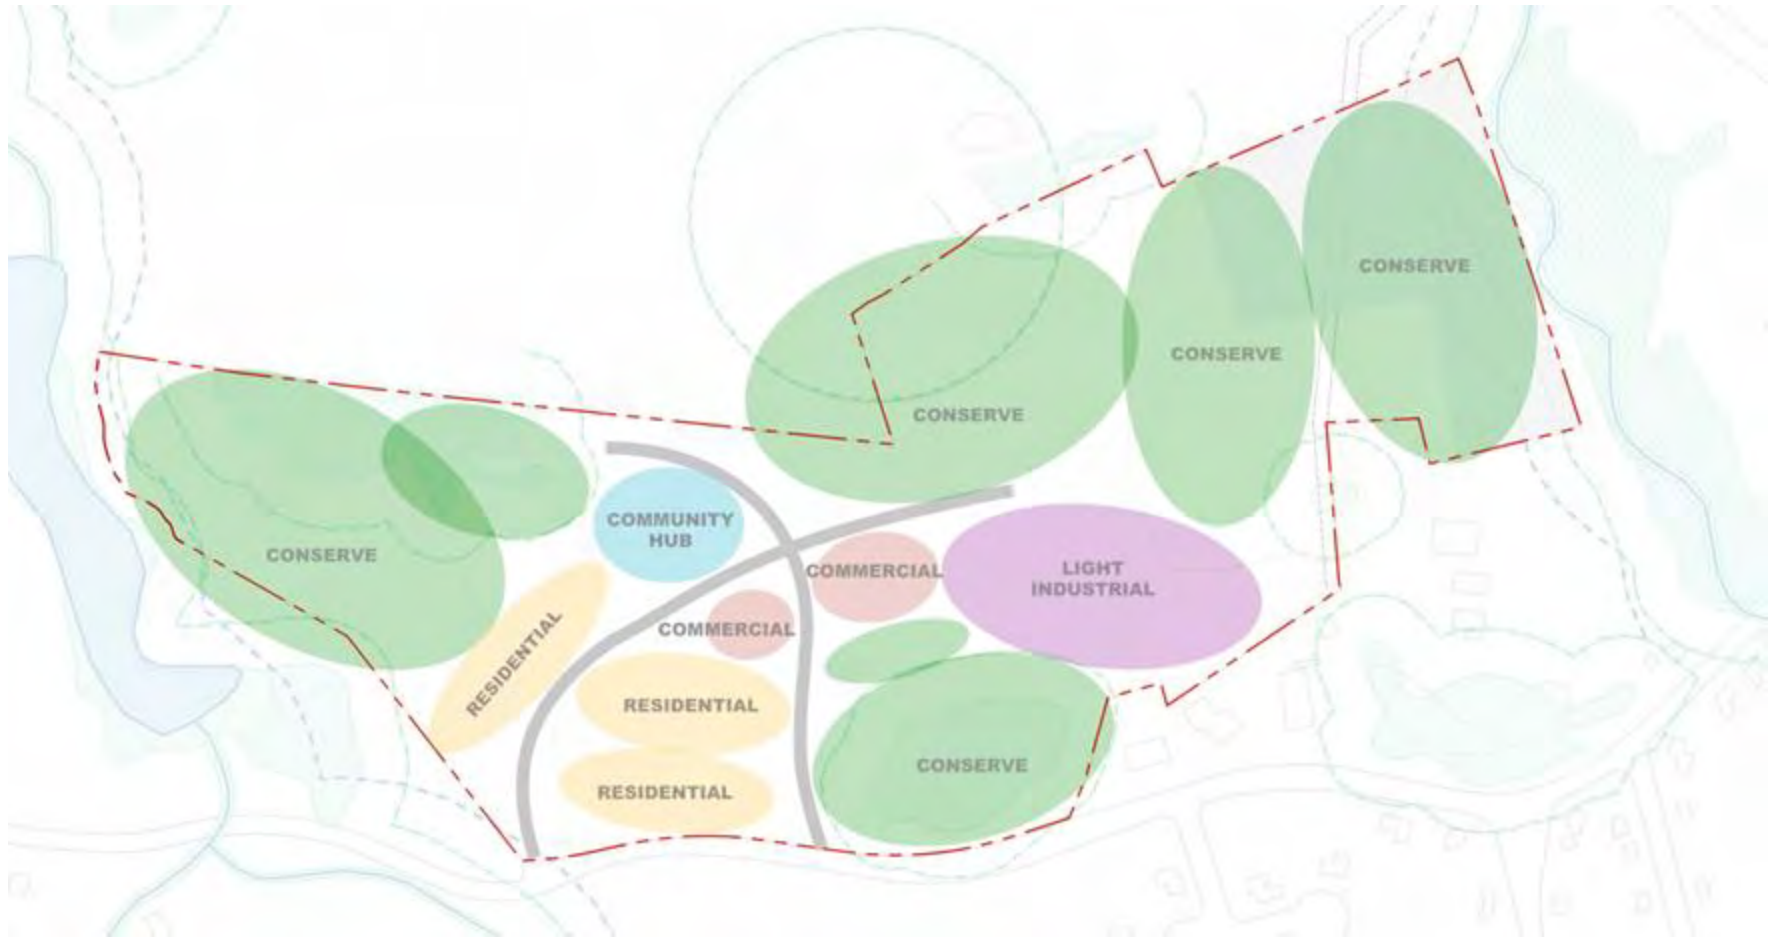 CONSERVE
CONSERVE
CONSERVE
CONSERVE
COMMUNITY
HUB
COMMERCIAL
LIGHT
INDUSTRIAL
COMMERCIAL
RESIDENTIAL
RESIDENTIAL
CONSERVE
RESIDENTIAL